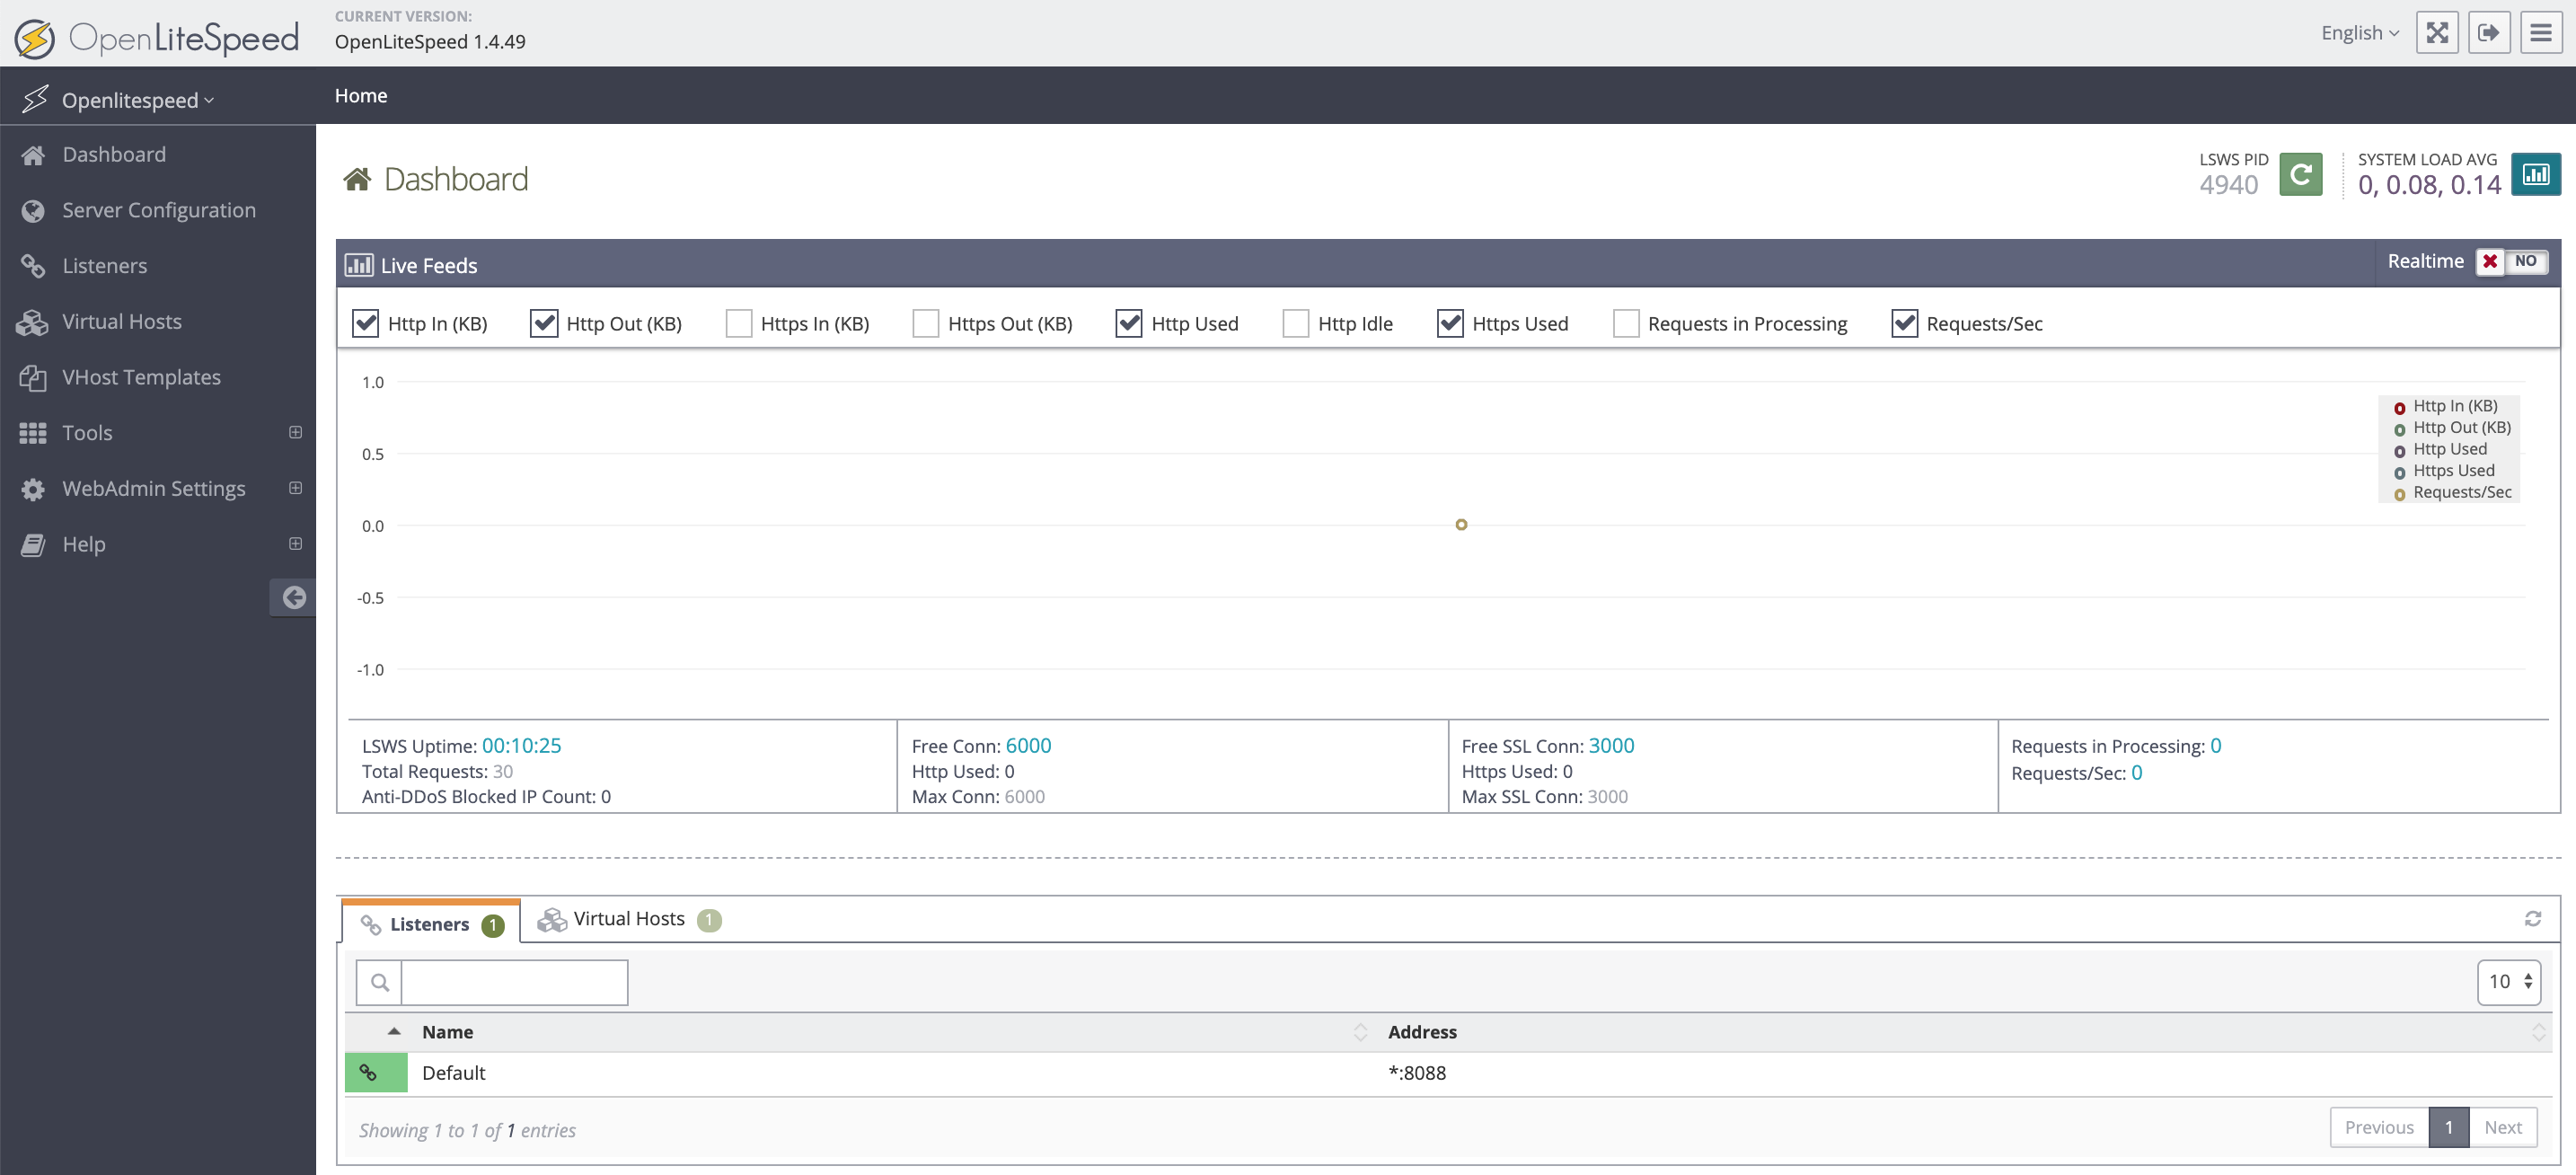 OpenLiteSpeed
CURRENT VERSION:
OpenLiteSpeed 1.4.49
English
Openlitespeed
Home
Dashboard
Server Configuration
Listeners
Virtual Hosts
VHost Templates
Tools
WebAdmin Settings
Help
Dashboard
LSWS PID
4940
SYSTEM LOAD AVG
0, 0.08, 0.14
Live Feeds
Realtime NO
Http In (KB) Http Out (KB) Https In (KB) Https Out (KB) Http Used Http Idle Https Used Requests in Processing Requests/Sec
1.0
0.5
0.0
-0.5
-1.0
Http In (KB)
Http Out (KB)
Http Used
Https Used
Requests/Sec
LSWS Uptime: 00:10:25
Total Requests: 30
Anti-DDoS Blocked IP Count: 0
Free Conn: 6000
Http Used: 0
Max Conn: 6000
Free SSL Conn: 3000
Https Used: 0
Max SSL Conn: 3000
Requests in Processing: 0
Requests/Sec: 0
Listeners 1 Virtual Hosts 1
10
Name Address
Default *:8088
Showing 1 to 1 of 1 entries
Previous 1 Next